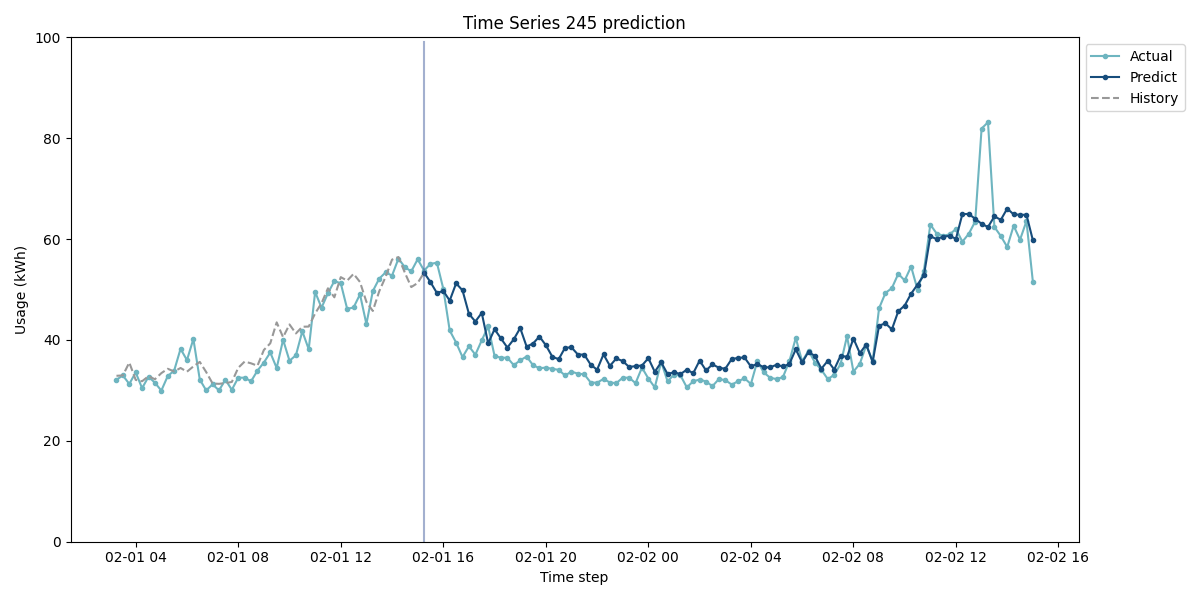 Time Series 245 prediction
100
80
60
40
20
0
Usage (kWh)
02-01 04 02-01 08 02-01 12 02-01 16 02-01 20 02-02 00 02-02 04 02-02 08 02-02 12 02-02 16
Time step
Actual
Predict
History